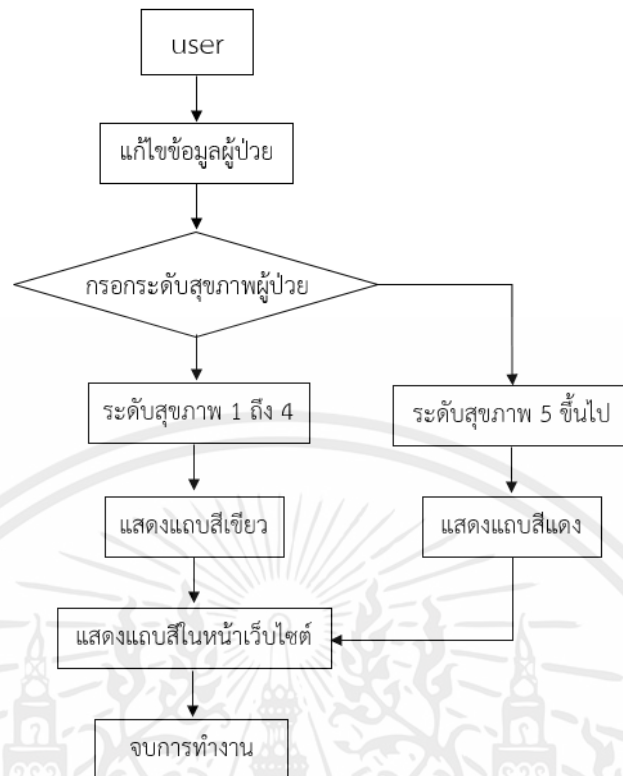 user
แก้ไขข้อมูลผู้ป่วย
กรอกระดับสุขภาพผู้ป่วย
ระดับสุขภาพ 1 ถึง 4
ระดับสุขภาพ 5 ขึ้นไป
แสดงแถบสีเขียว
แสดงแถบสีแดง
แสดงแถบสีในหน้าเว็บไซต์
จบการทำงาน